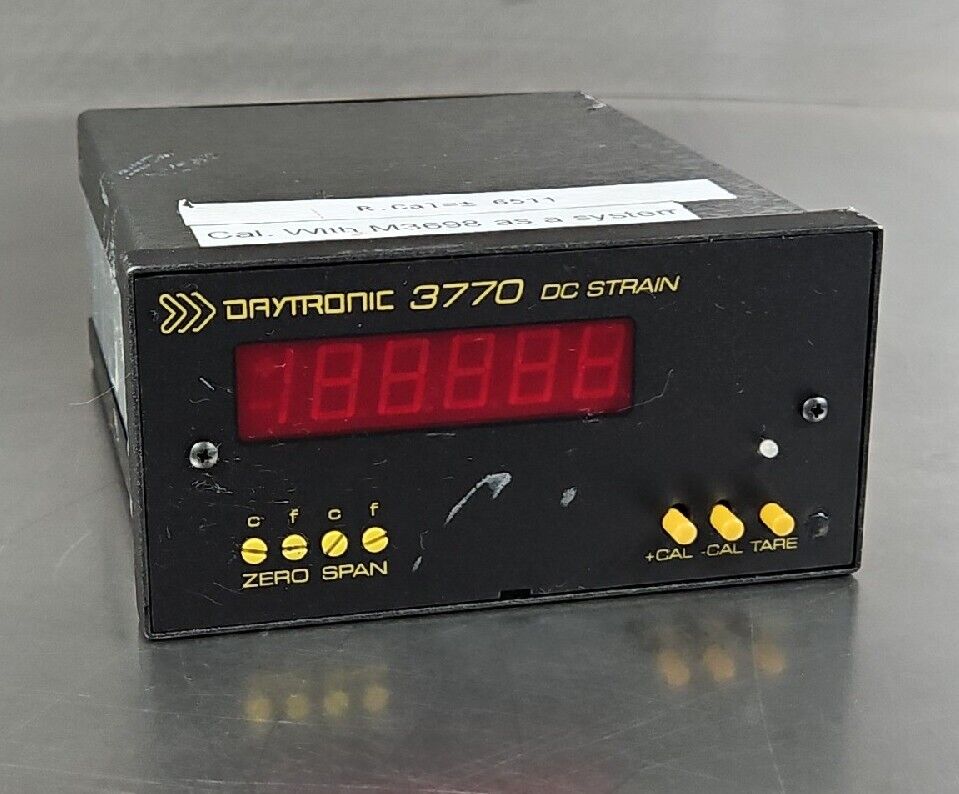 R.Cal=± 6511
Cal. With M3698 as a system
DAYTRONIC 3770 DC STRAIN
c f c f
ZERO SPAN
+CAL -CAL TARE